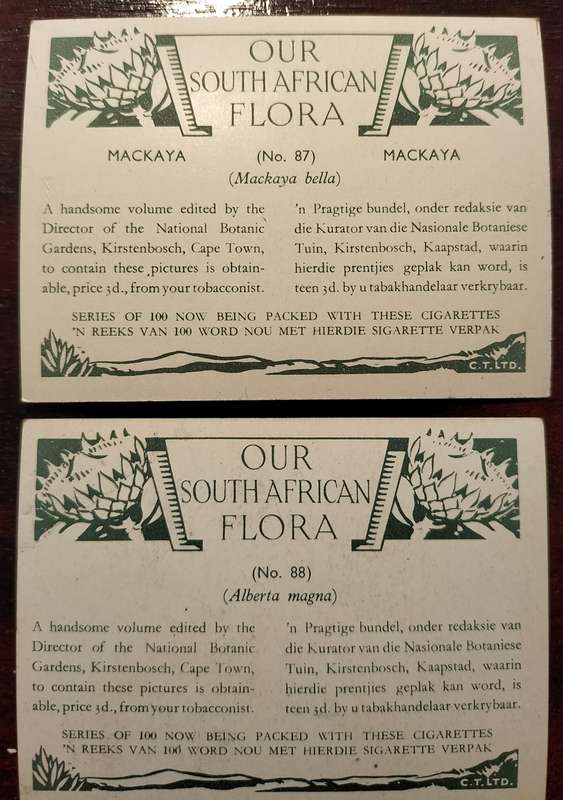 OUR
SOUTH AFRICAN
FLORA
MACKAYA (No. 87) MACKAYA
(Mackaya bella)
A handsome volume edited by the
Director of the National Botanic
Gardens, Kirstenbosch, Cape Town,
to contain these pictures is obtain-
able, price 3d., from your tobacconist.
'n Pragtige bundel, onder redaksie van
die Kurator van die Nasionale Botaniese
Tuin, Kirstenbosch, Kaapstad, waarin
hierdie prentjies geplak kan word, is
teen 3d. by u tabakhandelaar verkrybaar.
SERIES OF 100 NOW BEING PACKED WITH THESE CIGARETTES
'N REEKS VAN 100 WORD NOU MET HIERDIE SIGARETTE VERPAK
C.T. LTD.
OUR
SOUTH AFRICAN
FLORA
(No. 88)
(Alberta magna)
A handsome volume edited by the
Director of the National Botanic
Gardens, Kirstenbosch, Cape Town,
to contain these pictures is obtain-
able, price 3d., from your tobacconist.
'n Pragtige bundel, onder redaksie van
die Kurator van die Nasionale Botaniese
Tuin, Kirstenbosch, Kaapstad, waarin
hierdie prentjies geplak kan word, is
teen 3d. by u tabakhandelaar verkrybaar.
SERIES OF 100 NOW BEING PACKED WITH THESE CIGARETTES
'N REEKS VAN 100 WORD NOU MET HIERDIE SIGARETTE VERPAK
C.T. LTD.